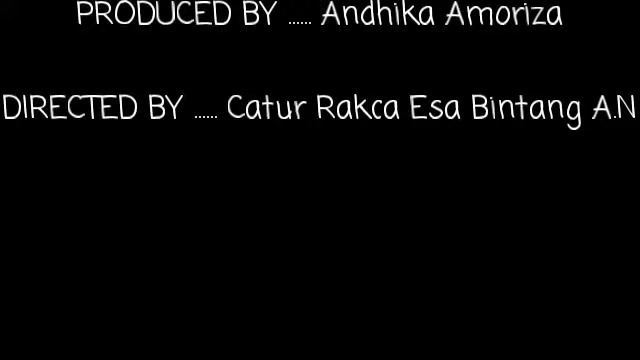 PRODUCED BY ...... Andhika Amoriza
DIRECTED BY ...... Catur Rakca Esa Bintang A.N